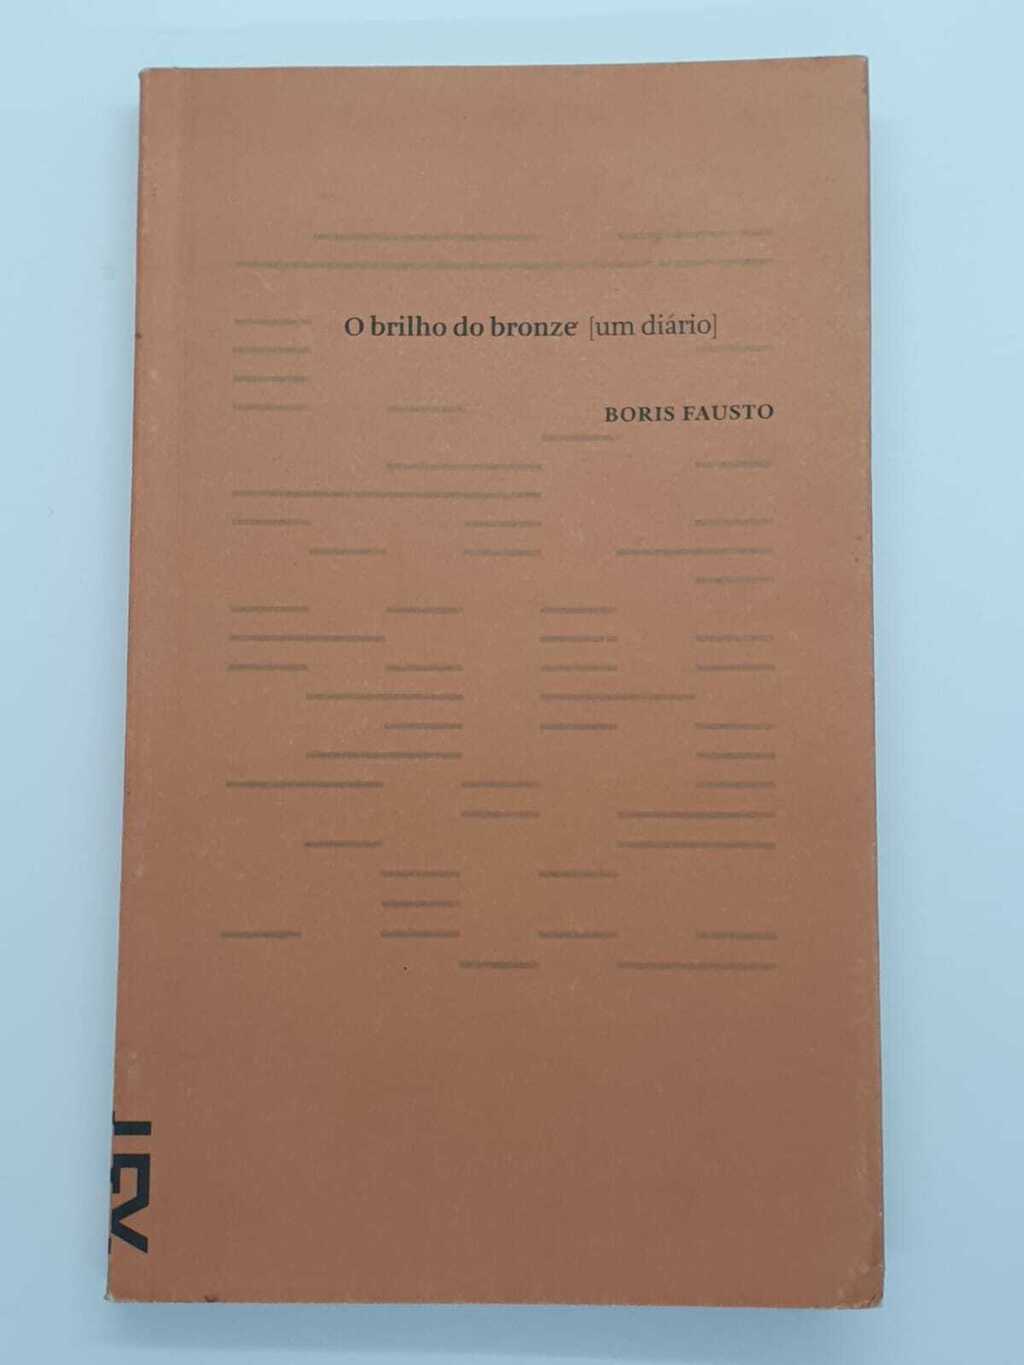 O brilho do bronze [um diário]
BORIS FAUSTO